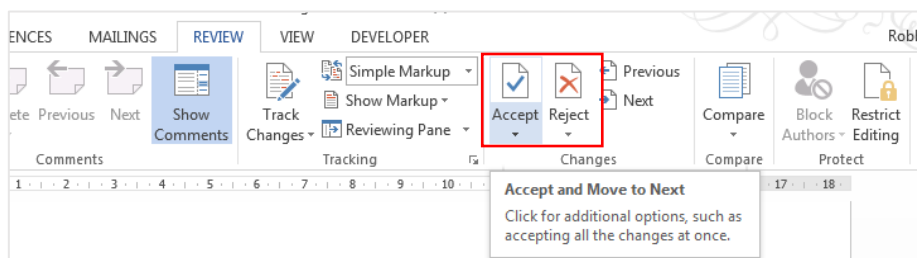 ENCES MAILINGS REVIEW VIEW DEVELOPER
Simple Markup Previous
Show Markup Next
ete Previous Next Show Comments Track Changes Reviewing Pane Accept Reject Compare Block Authors Restrict Editing
Comments Tracking Changes Compare Protect
1 2 3 4 5 6 7 8 9 10 17 18
Accept and Move to Next
Click for additional options, such as
accepting all the changes at once.